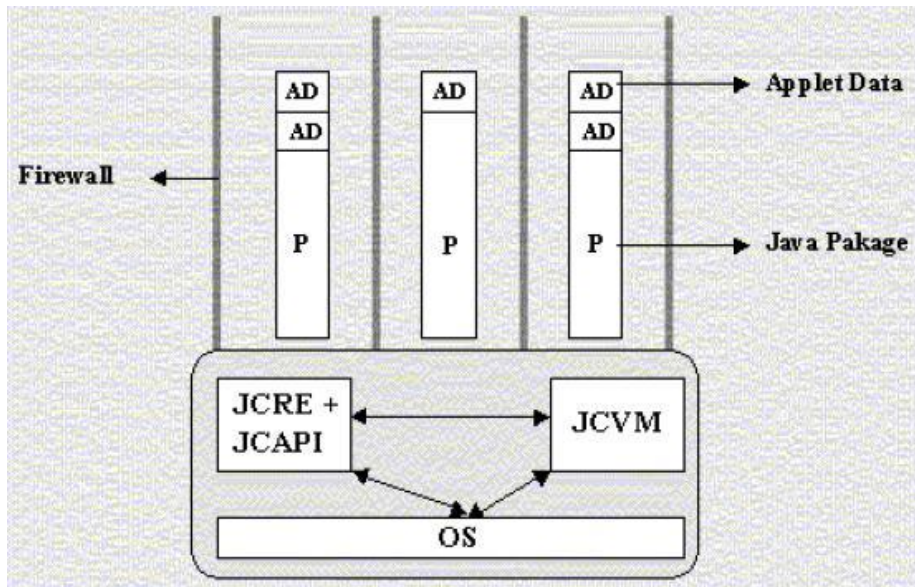 AD AD AD Applet Data
AD AD
Firewall
P P P Java Pakage
JCRE +
JCAPI
JCVM
OS